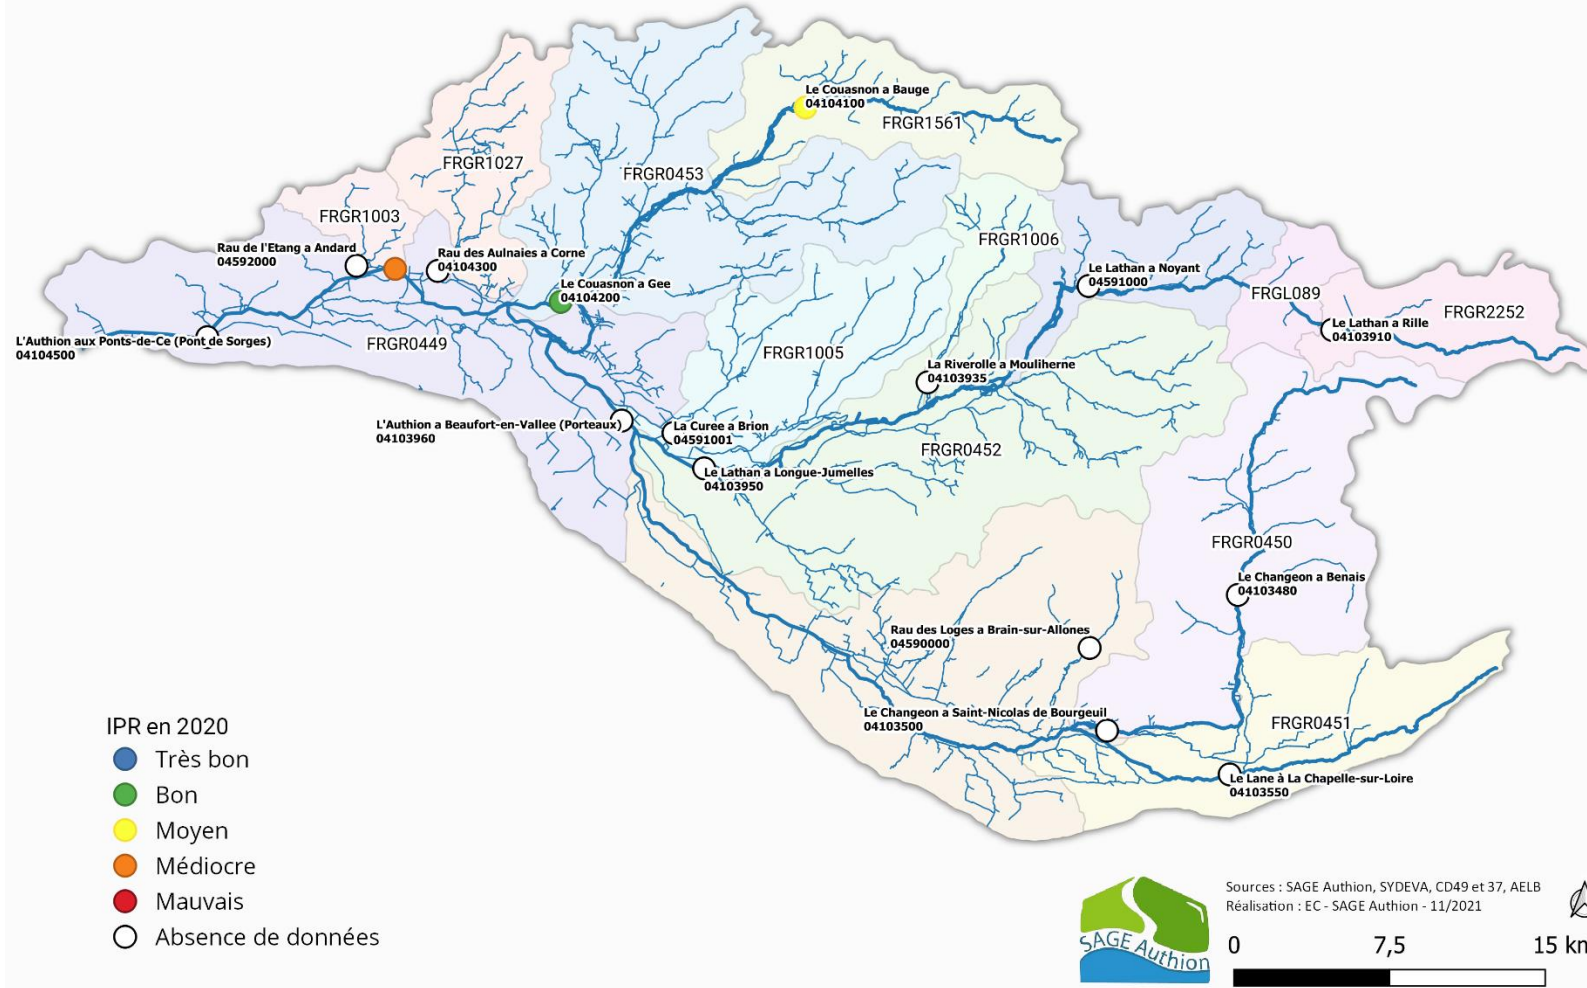 Le Couasnon a Bauge
04104100
FRGR1561
FRGR1027
FRGR0453
FRGR1003
FRGR1006
Rau de l'Etang a Andard
04592000
Rau des Aulnaies a Corne
04104300
Le Couasnon a Gee
04104200
Le Lathan a Noyant
04591000
FRGL089
FRGR2252
Le Lathan a Rille
04103910
L'Authion aux Ponts-de-Ce (Pont de Sorges)
04104500
FRGR0449
FRGR1005
La Riverolle a Mouliherne
04103935
L'Authion a Beaufort-en-Vallee (Porteaux)
04103960
La Curee a Brion
04591001
FRGR0452
Le Lathan a Longue-Jumelles
04103950
FRGR0450
Le Changeon a Benais
04103480
Rau des Loges a Brain-sur-Allones
04590000
Le Changeon a Saint-Nicolas de Bourgeuil
04103500
FRGR0451
Le Lane à La Chapelle-sur-Loire
04103550
IPR en 2020
Très bon
Bon
Moyen
Médiocre
Mauvais
Absence de données
SAGE Authion
Sources : SAGE Authion, SYDEVA, CD49 et 37, AELB
Réalisation : EC - SAGE Authion - 11/2021
0 7,5 15 km